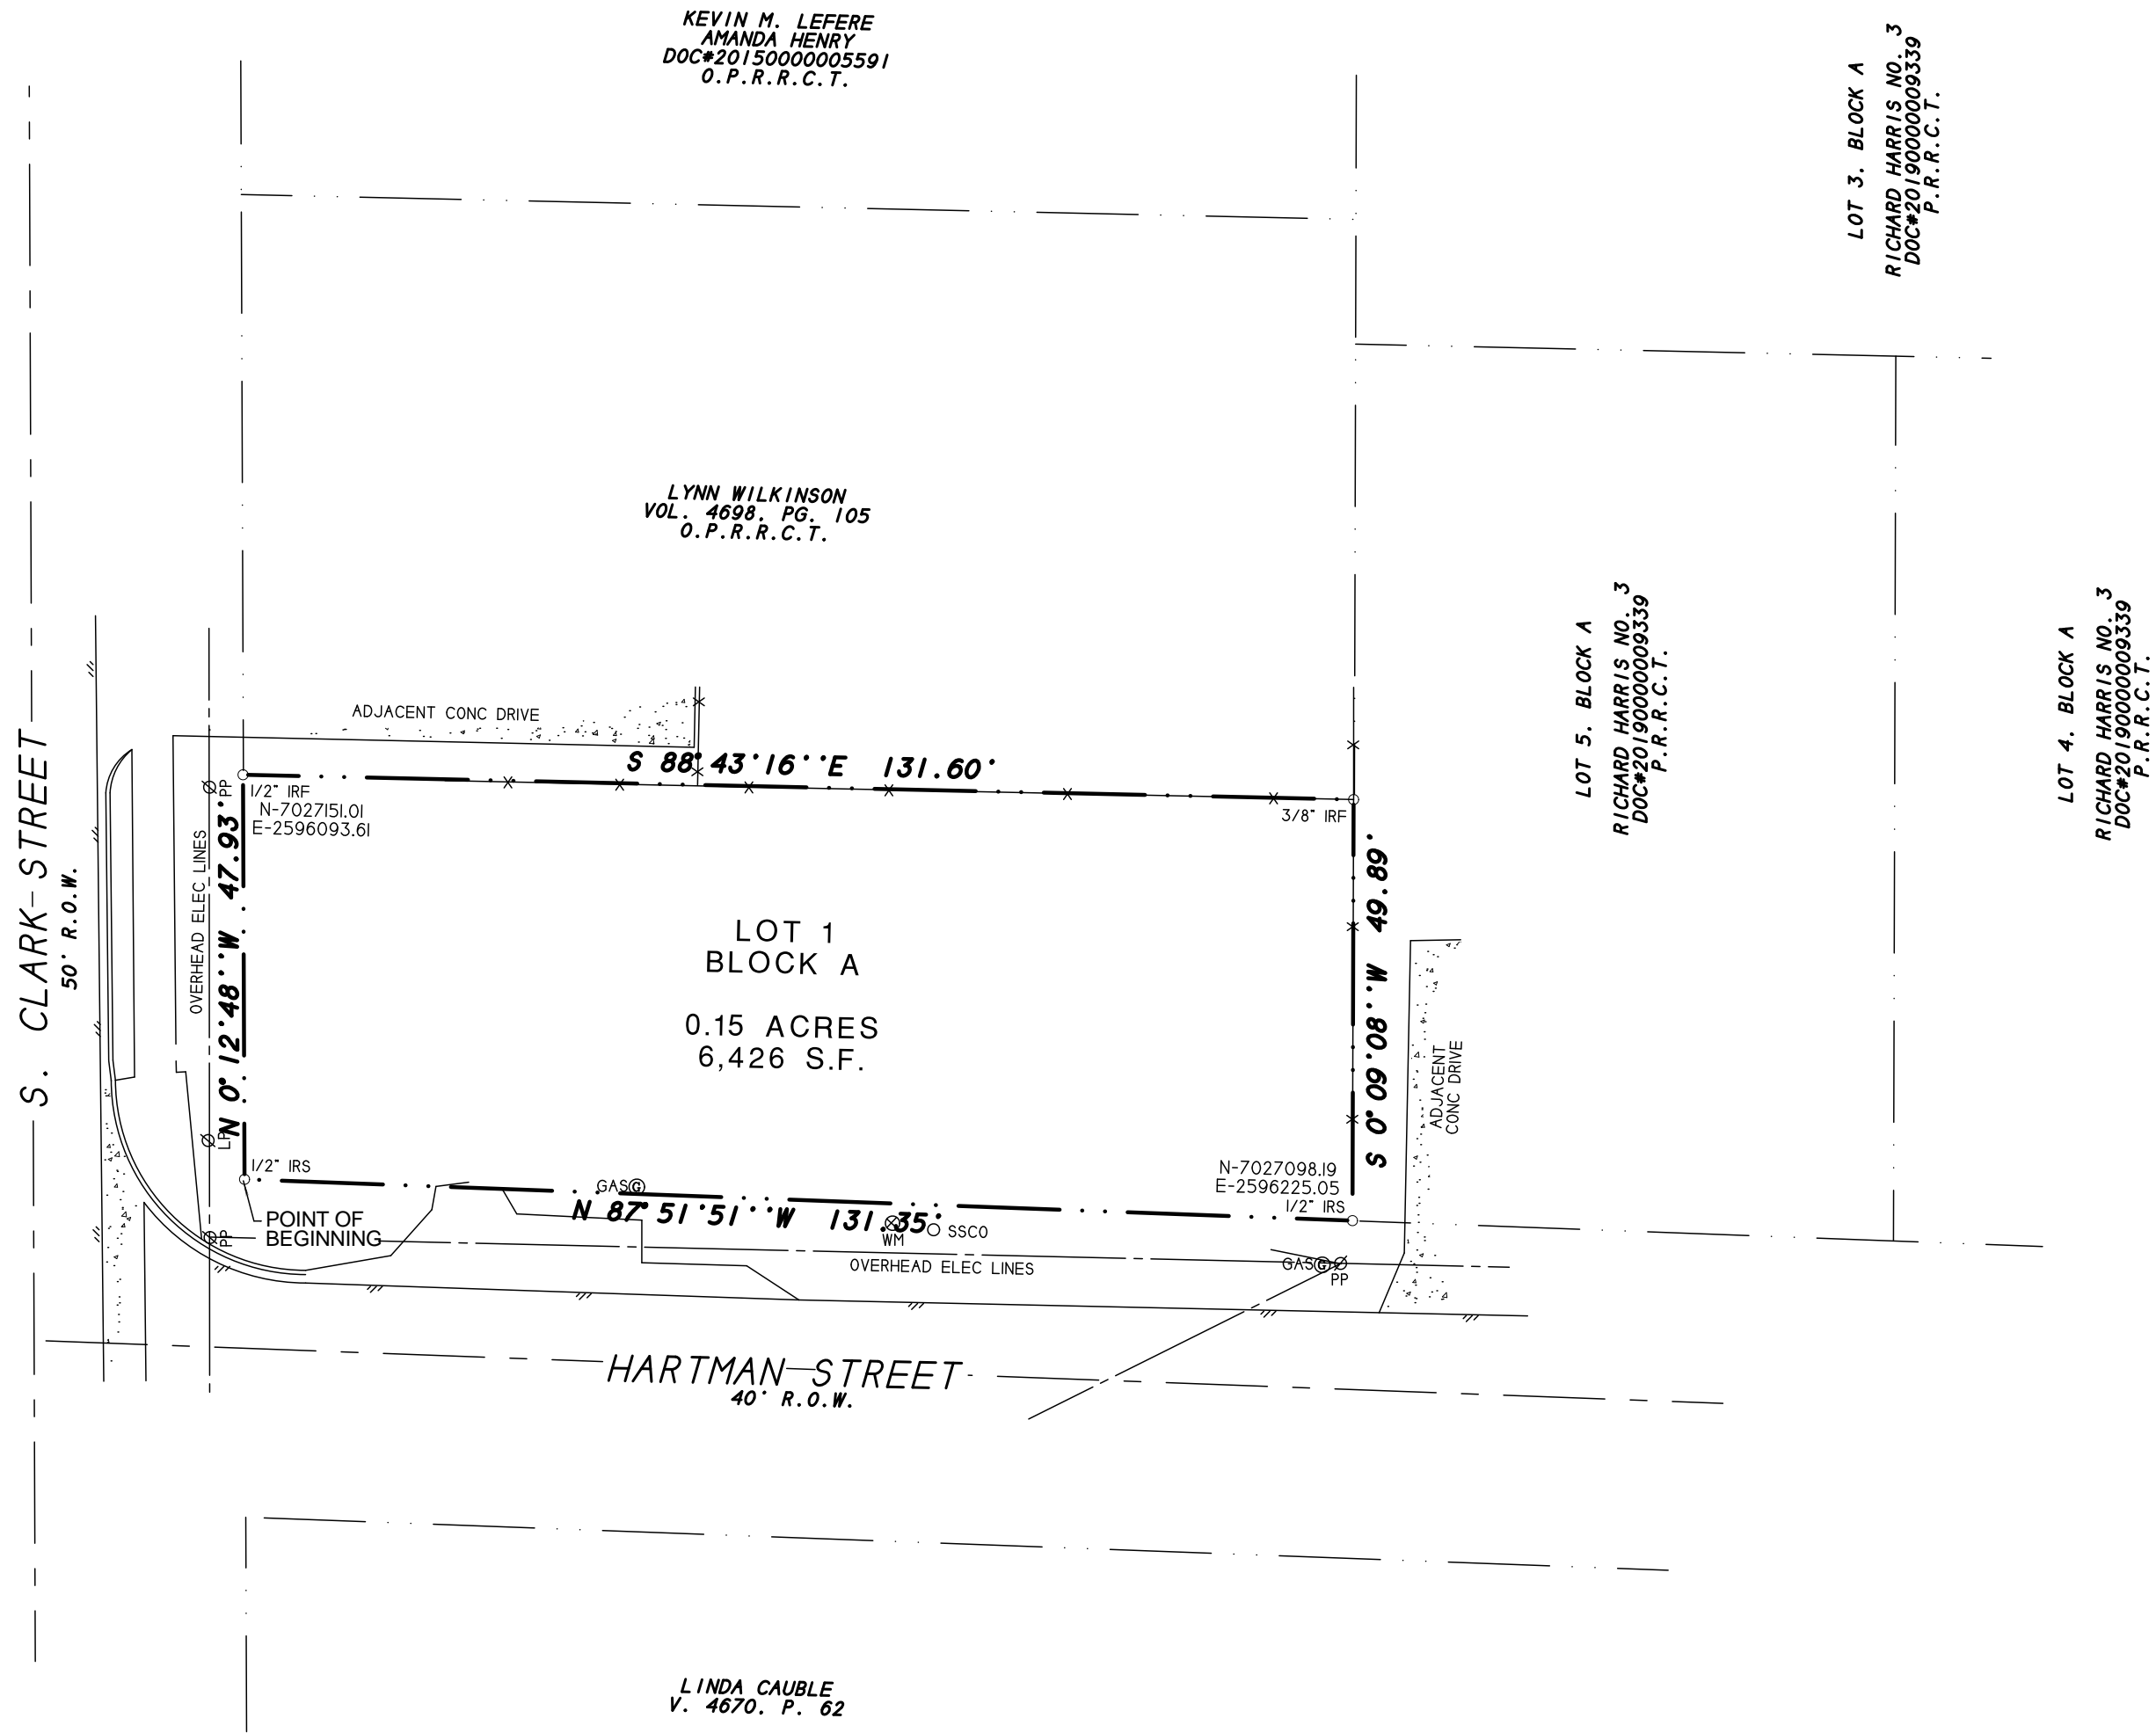 KEVIN M. LEFERE
AMANDA HENRY
DOC#20150000005591
O.P.R.R.C.T.
LOT 3. BLOCK A
RICHARD HARRIS NO. 3
DOC#20190000009339
P.R.R.C.T.
LYNN WILKINSON
VOL. 4698. PG. 105
O.P.R.R.C.T.
LOT 5. BLOCK A
RICHARD HARRIS NO. 3
DOC#20190000009339
P.R.R.C.T.
LOT 4. BLOCK A
RICHARD HARRIS NO. 3
DOC#20190000009339
P.R.R.C.T.
S. CLARK STREET
50' R.O.W.
ADJACENT CONC DRIVE
S 88°43'16''E 131.60'
PP
1/2" IRF
N-7027151.01
E-2596093.61
3/8" IRF
OVERHEAD ELEC LINES
N 0°12'48''W 47.93'
S 0°09'08''W 49.89'
LOT 1
BLOCK A
0.15 ACRES
6,426 S.F.
ADJACENT
CONC DRIVE
LP
1/2" IRS
GAS G
N-7027098.19
E-2596225.05
1/2" IRS
N 87°51'51''W 131.35'
POINT OF
BEGINNING
PP
WM
SSCO
OVERHEAD ELEC LINES
GAS G
PP
HARTMAN STREET
40' R.O.W.
LINDA CAUBLE
V. 4670. P. 62